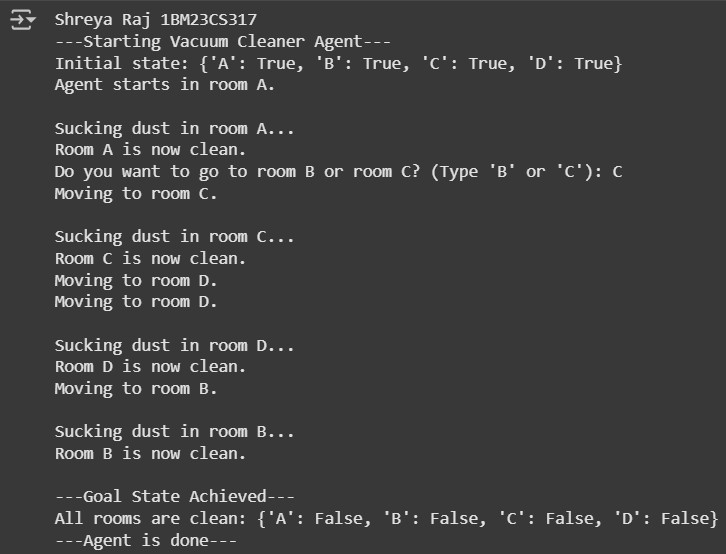 Shreya Raj 1BM23CS317
---Starting Vacuum Cleaner Agent---
Initial state: {'A': True, 'B': True, 'C': True, 'D': True}
Agent starts in room A.

Sucking dust in room A...
Room A is now clean.
Do you want to go to room B or room C? (Type 'B' or 'C'): C
Moving to room C.

Sucking dust in room C...
Room C is now clean.
Moving to room D.
Moving to room D.

Sucking dust in room D...
Room D is now clean.
Moving to room B.

Sucking dust in room B...
Room B is now clean.

---Goal State Achieved---
All rooms are clean: {'A': False, 'B': False, 'C': False, 'D': False}
---Agent is done---